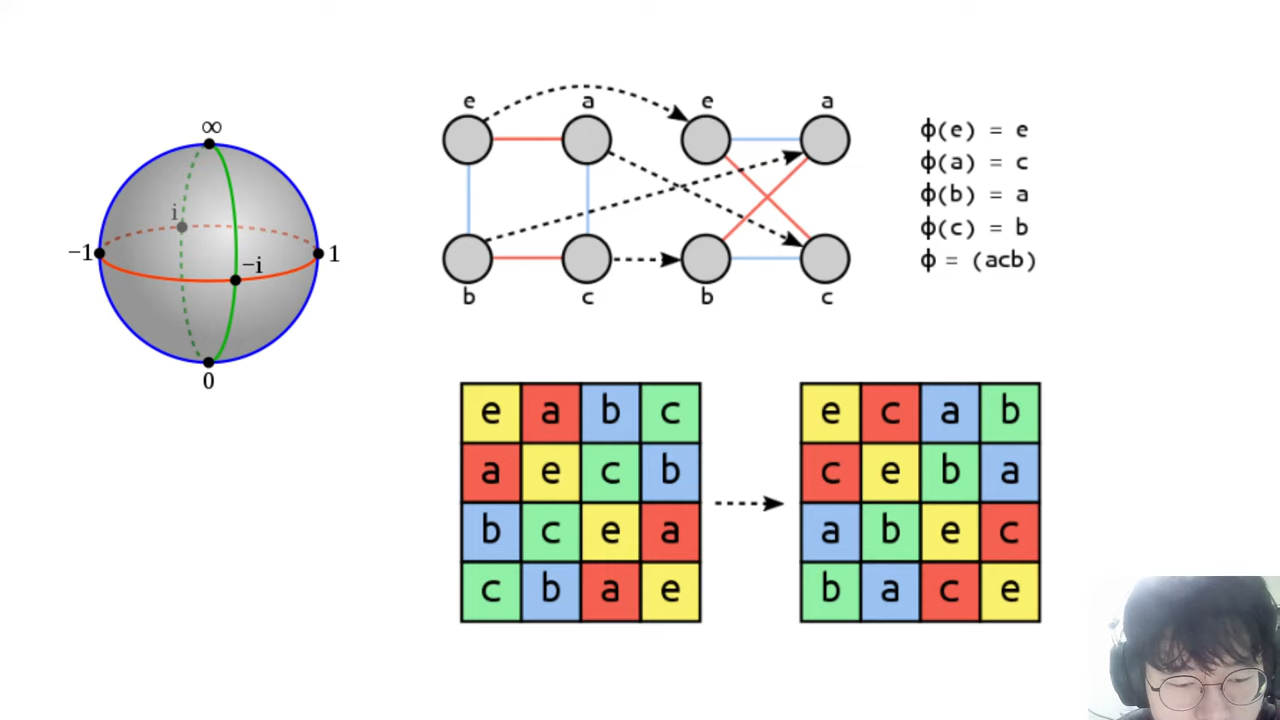 ∞
i
−1
1
−i
0
e a e a
b c b c
ϕ(e) = e
ϕ(a) = c
ϕ(b) = a
ϕ(c) = b
ϕ = (acb)
e a b c
a e c b
b c e a
c b a e
e c a b
c e b a
a b e c
b a c e